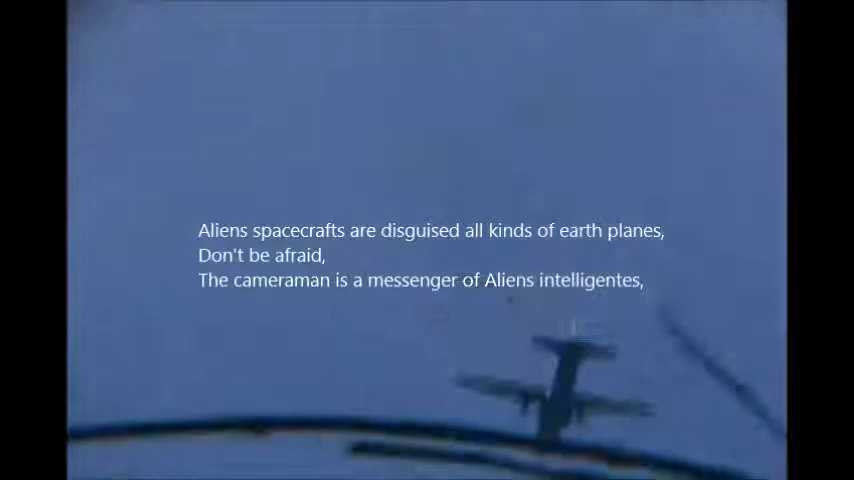 Aliens spacecrafts are disguised all kinds of earth planes,
Don't be afraid,
The cameraman is a messenger of Aliens intelligentes,